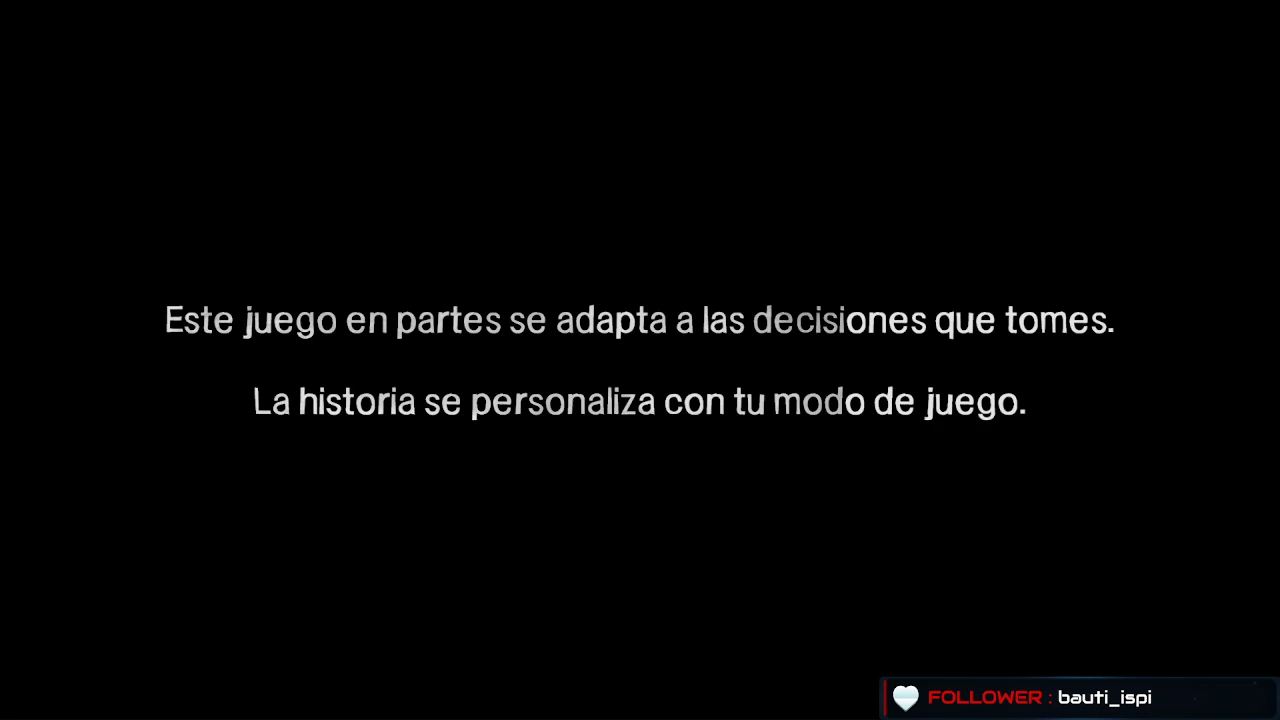 Este juego en partes se adapta a las decisiones que tomes.
La historia se personaliza con tu modo de juego.
FOLLOWER : bauti_ispi